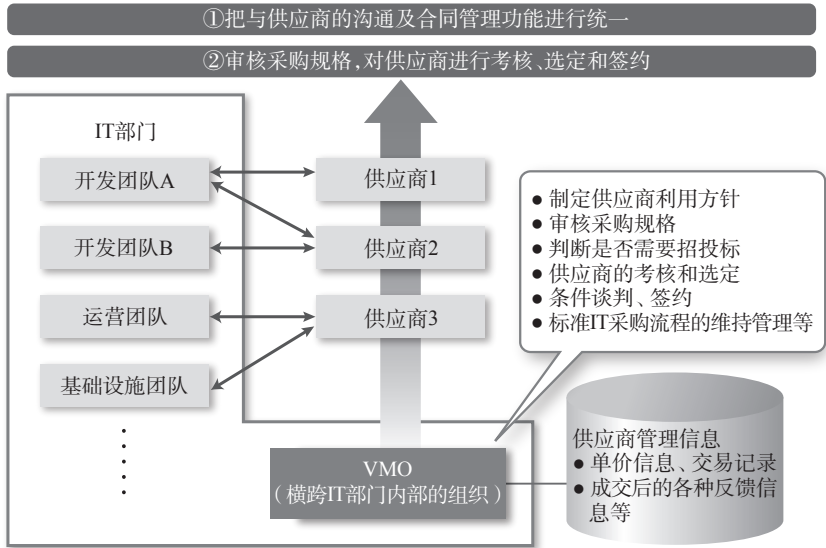 ①把与供应商的沟通及合同管理功能进行统一
②审核采购规格,对供应商进行考核、选定和签约
IT部门
开发团队A
供应商1
开发团队B
供应商2
运营团队
供应商3
基础设施团队
● 制定供应商利用方针
● 审核采购规格
● 判断是否需要招投标
● 供应商的考核和选定
● 条件谈判、签约
● 标准IT采购流程的维持管理等
VMO
（横跨IT部门内部的组织）
供应商管理信息
● 单价信息、交易记录
● 成交后的各种反馈信
息等